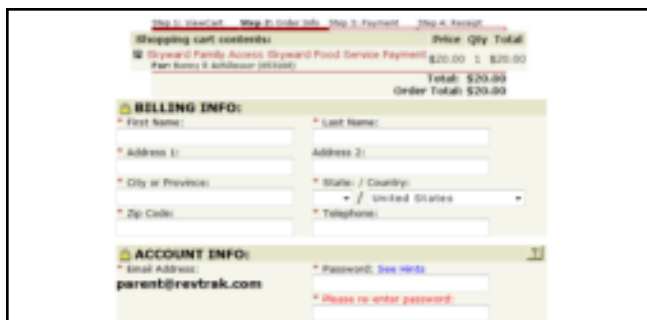 Step 1: ViewCart Step 2: Order Info Step 3: Payment Step 4: Receipt
Shopping cart contents: Price Qty Total
Skyward Family Access Skyward Food Service Payment $20.00 1 $20.00
For:
Total: $20.00
Order Total: $20.00
BILLING INFO:
* First Name: * Last Name:
* Address 1: Address 2:
* City or Province: * State: / Country:
/ United States
* Zip Code: * Telephone:
ACCOUNT INFO: ?
* Email Address: * Password: See Hints
parent@revtrak.com
* Please re-enter password: